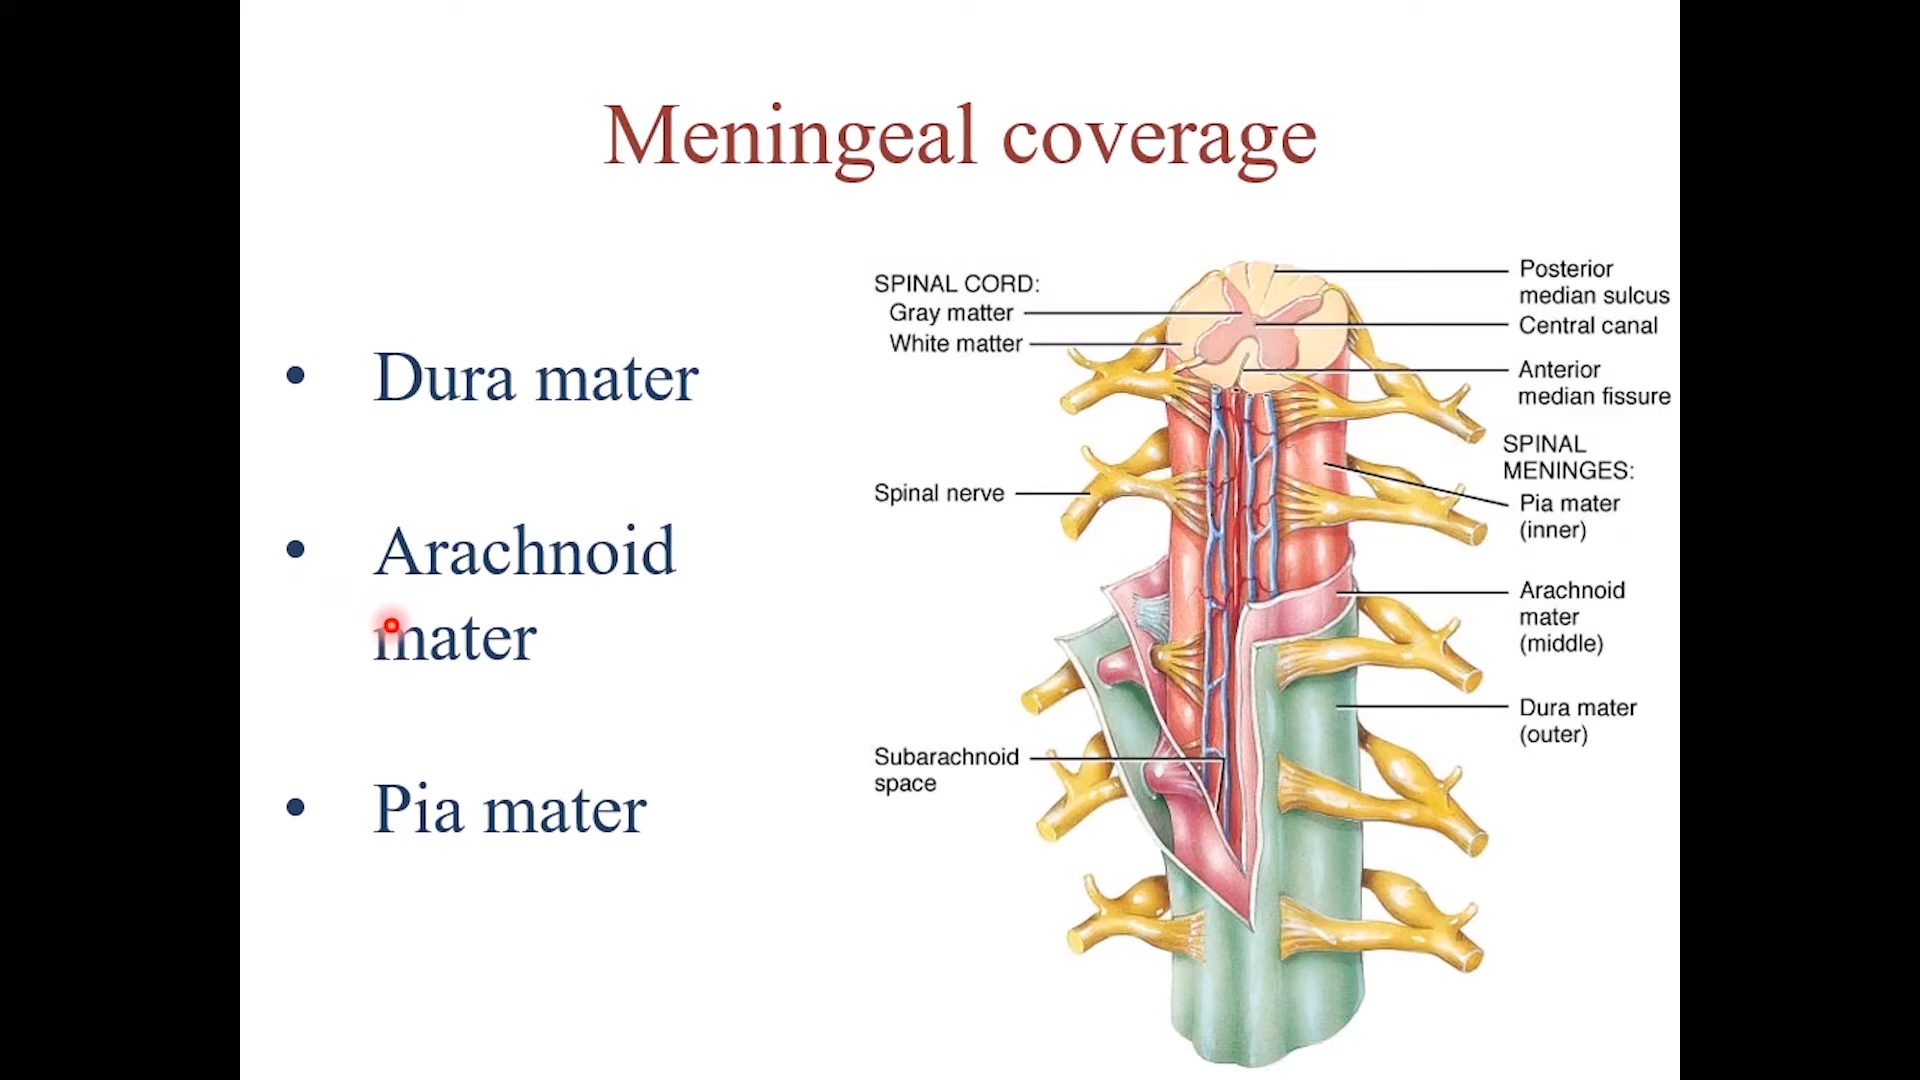 Meningeal coverage
• Dura mater
• Arachnoid
mater
• Pia mater
SPINAL CORD:
Gray matter
White matter
Spinal nerve
Subarachnoid
space
Posterior
median sulcus
Central canal
Anterior
median fissure
SPINAL
MENINGES:
Pia mater
(inner)
Arachnoid
mater
(middle)
Dura mater
(outer)